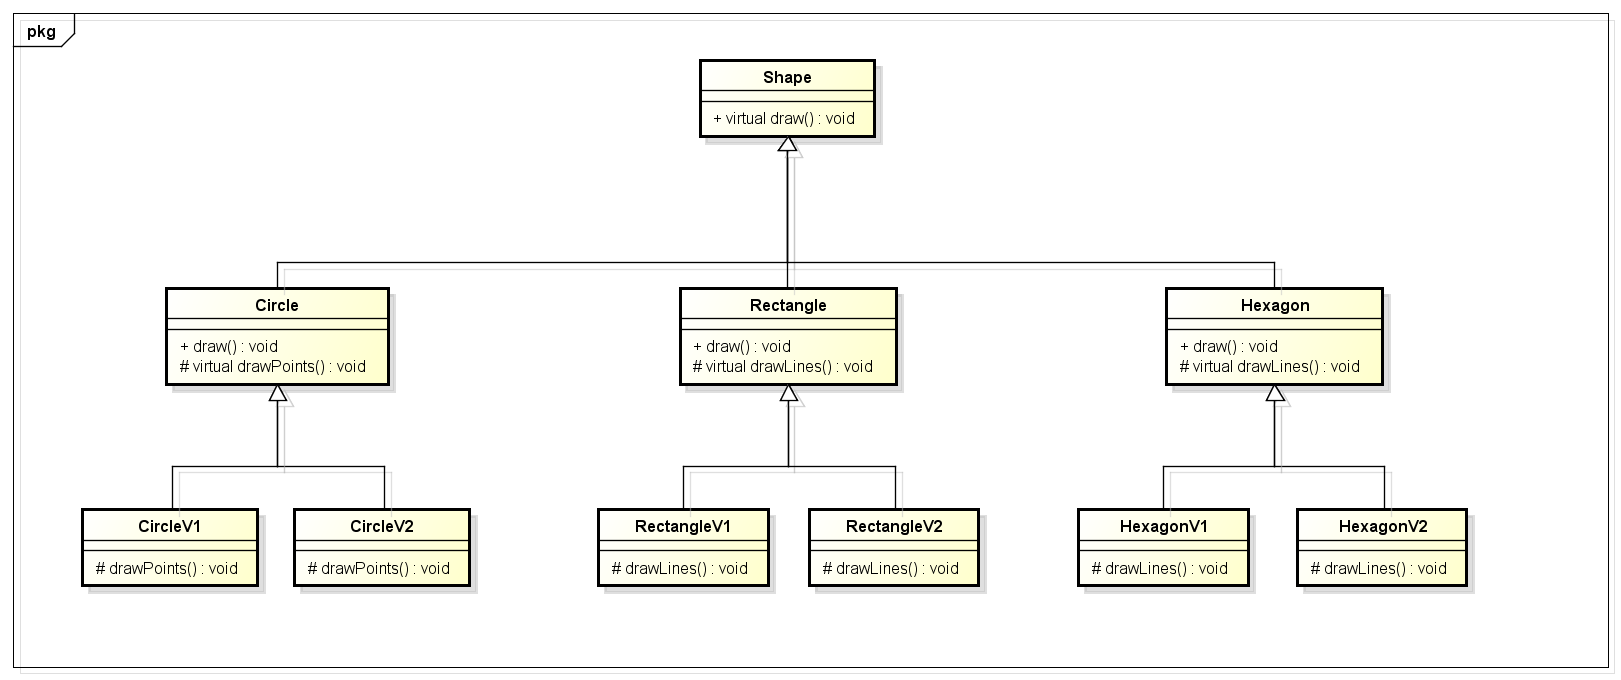 pkg
Shape
+ virtual draw() : void
Circle
+ draw() : void
# virtual drawPoints() : void
Rectangle
+ draw() : void
# virtual drawLines() : void
Hexagon
+ draw() : void
# virtual drawLines() : void
CircleV1
# drawPoints() : void
CircleV2
# drawPoints() : void
RectangleV1
# drawLines() : void
RectangleV2
# drawLines() : void
HexagonV1
# drawLines() : void
HexagonV2
# drawLines() : void